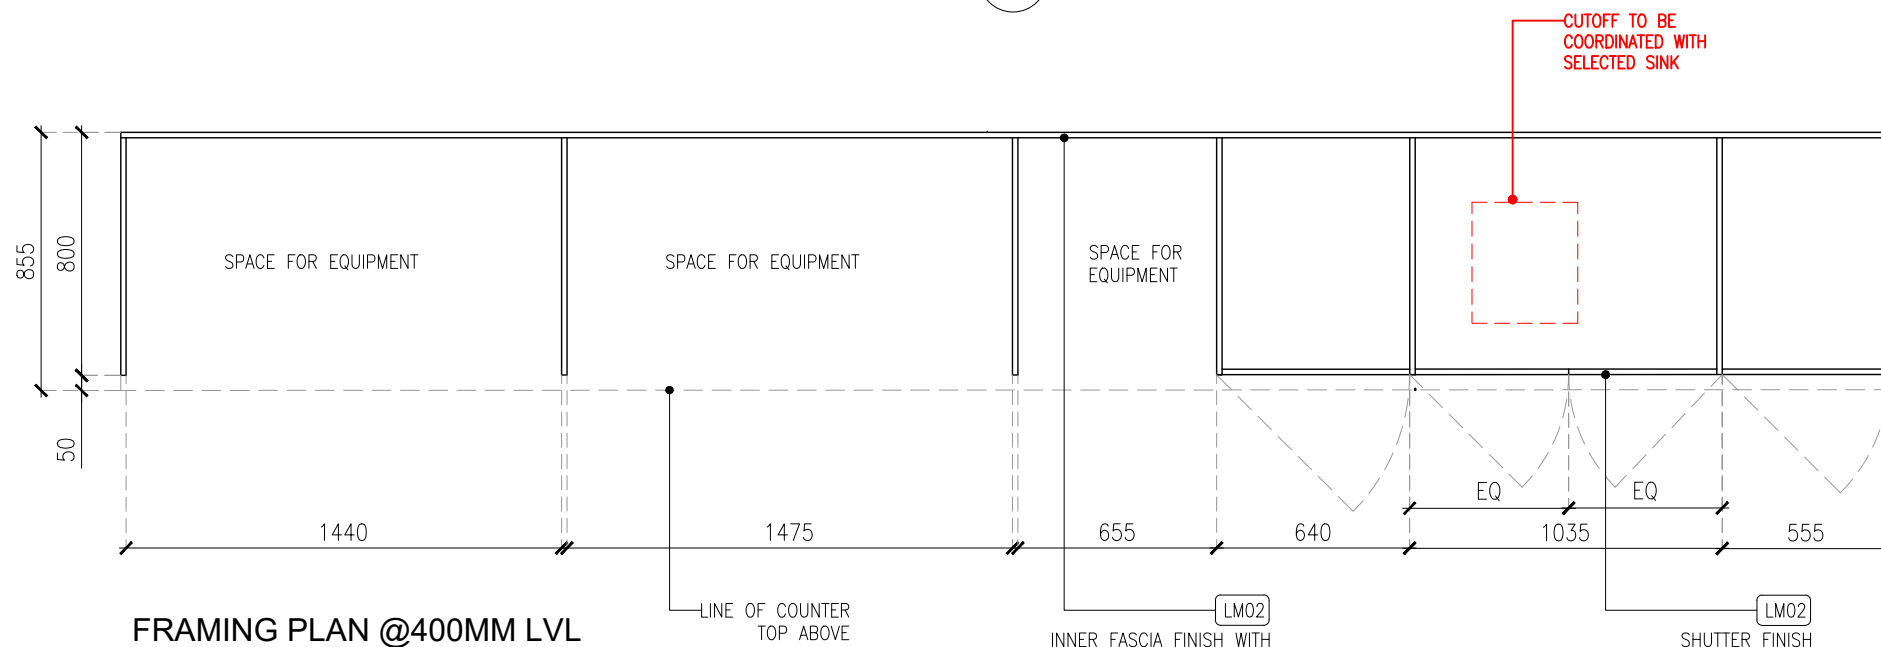 CUTOFF TO BE
COORDINATED WITH
SELECTED SINK
855
800
50
SPACE FOR EQUIPMENT
SPACE FOR EQUIPMENT
SPACE FOR
EQUIPMENT
EQ
EQ
1440
1475
655
640
1035
555
LINE OF COUNTER
TOP ABOVE
LM02
INNER FASCIA FINISH WITH
LM02
SHUTTER FINISH
FRAMING PLAN @400MM LVL